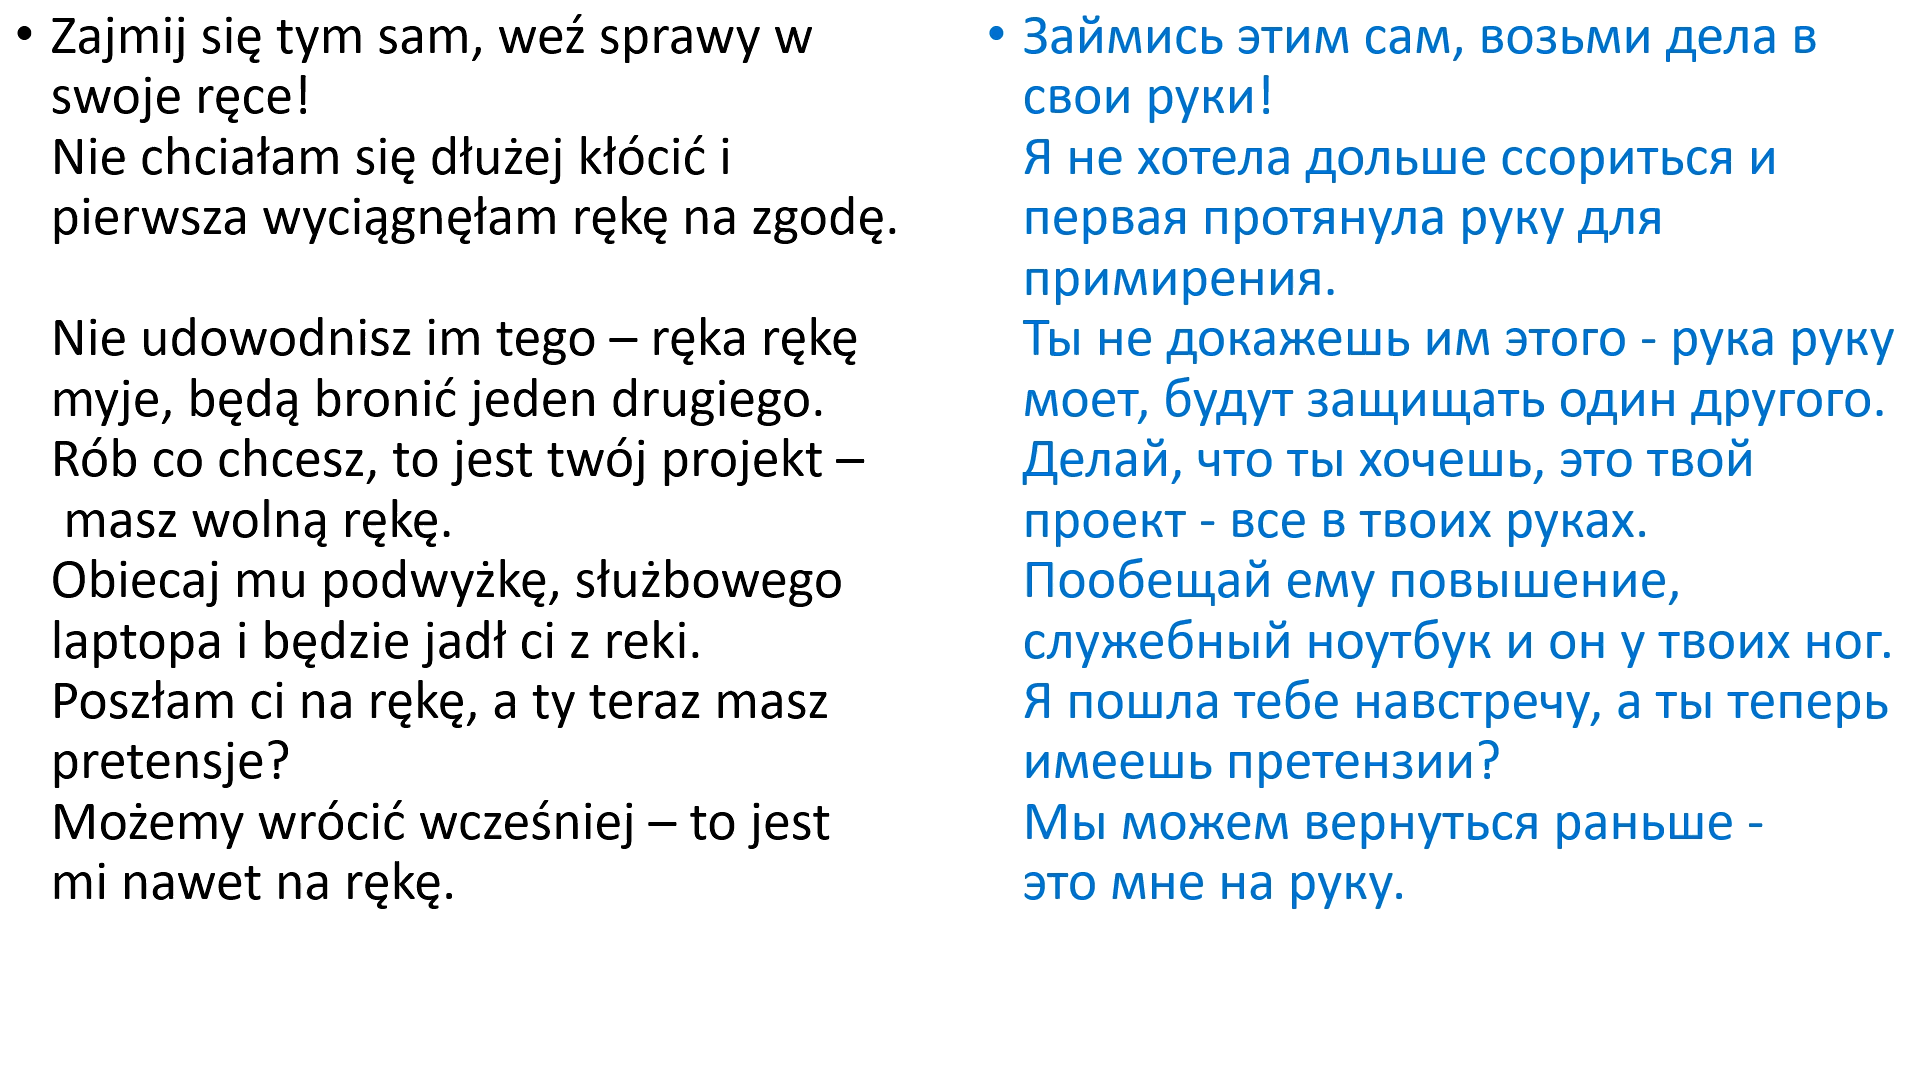 • Zajmij się tym sam, weź sprawy w
swoje ręce!
Nie chciałam się dłużej kłócić i
pierwsza wyciągnęłam rękę na zgodę.
Nie udowodnisz im tego – ręka rękę
myje, będą bronić jeden drugiego.
Rób co chcesz, to jest twój projekt –
masz wolną rękę.
Obiecaj mu podwyżkę, służbowego
laptopa i będzie jadł ci z reki.
Poszłam ci na rękę, a ty teraz masz
pretensje?
Możemy wrócić wcześniej – to jest
mi nawet na rękę.
• Займись этим сам, возьми дела в
свои руки!
Я не хотела дольше ссориться и
первая протянула руку для
примирения.
Ты не докажешь им этого - рука руку
моет, будут защищать один другого.
Делай, что ты хочешь, это твой
проект - все в твоих руках.
Пообещай ему повышение,
служебный ноутбук и он у твоих ног.
Я пошла тебе навстречу, а ты теперь
имеешь претензии?
Мы можем вернуться раньше -
это мне на руку.